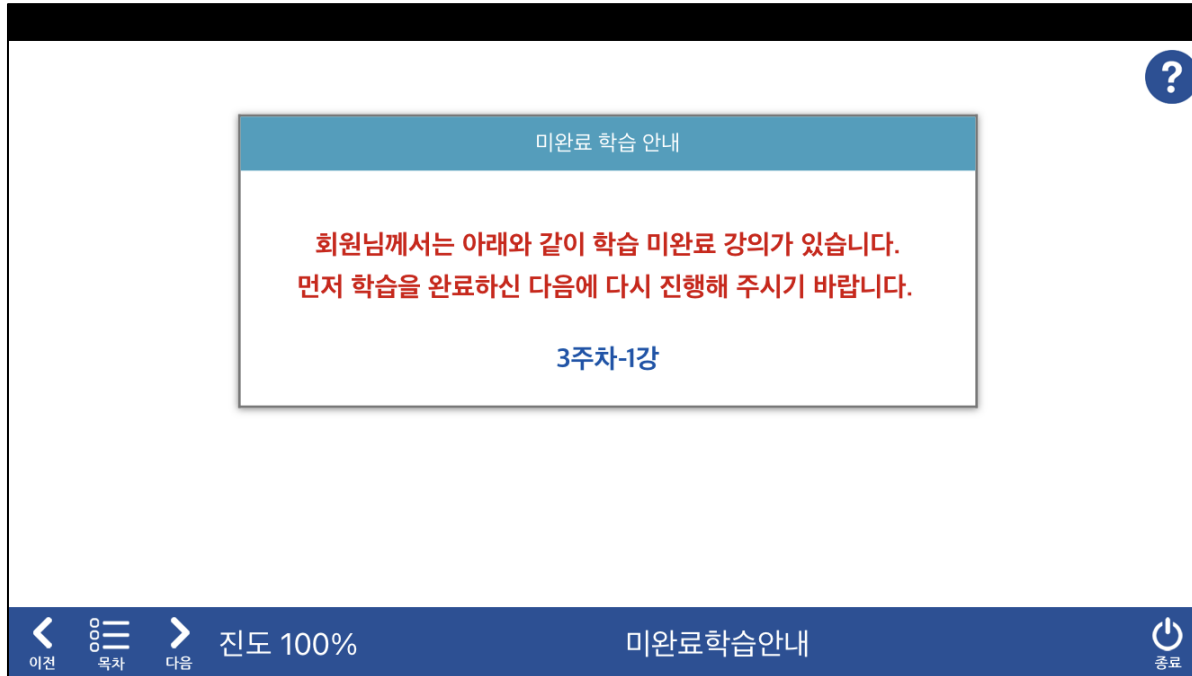 ?
미완료 학습 안내
회원님께서는 아래와 같이 학습 미완료 강의가 있습니다.
먼저 학습을 완료하신 다음에 다시 진행해 주시기 바랍니다.
3주차-1강
이전
목차
다음
진도 100%
미완료학습안내
종료